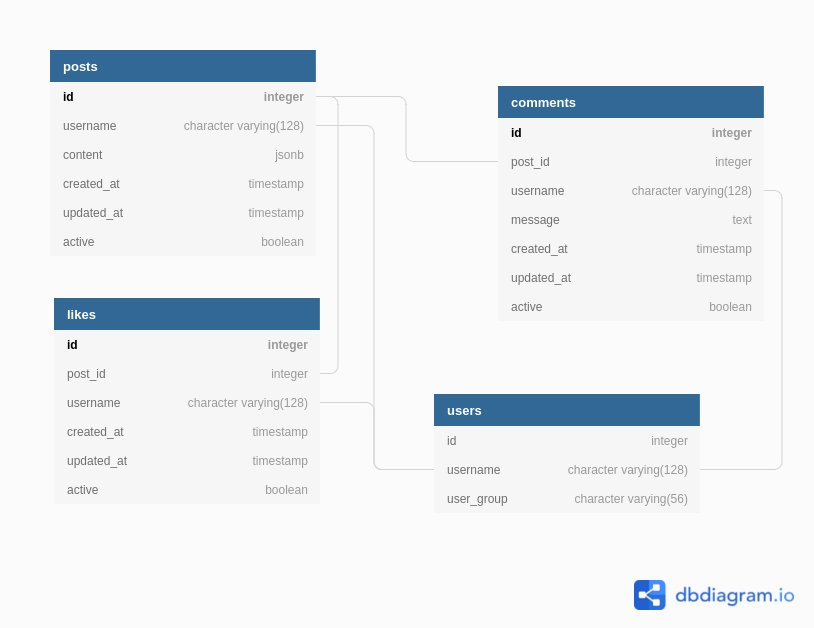 posts
id integer
username character varying(128)
content jsonb
created_at timestamp
updated_at timestamp
active boolean
comments
id integer
post_id integer
username character varying(128)
message text
created_at timestamp
updated_at timestamp
active boolean
likes
id integer
post_id integer
username character varying(128)
created_at timestamp
updated_at timestamp
active boolean
users
id integer
username character varying(128)
user_group character varying(56)
dbdiagram.io